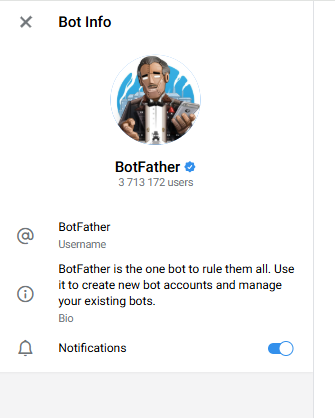 Bot Info
BotFather
3 713 172 users
BotFather
Username
BotFather is the one bot to rule them all. Use
it to create new bot accounts and manage
your existing bots.
Bio
Notifications